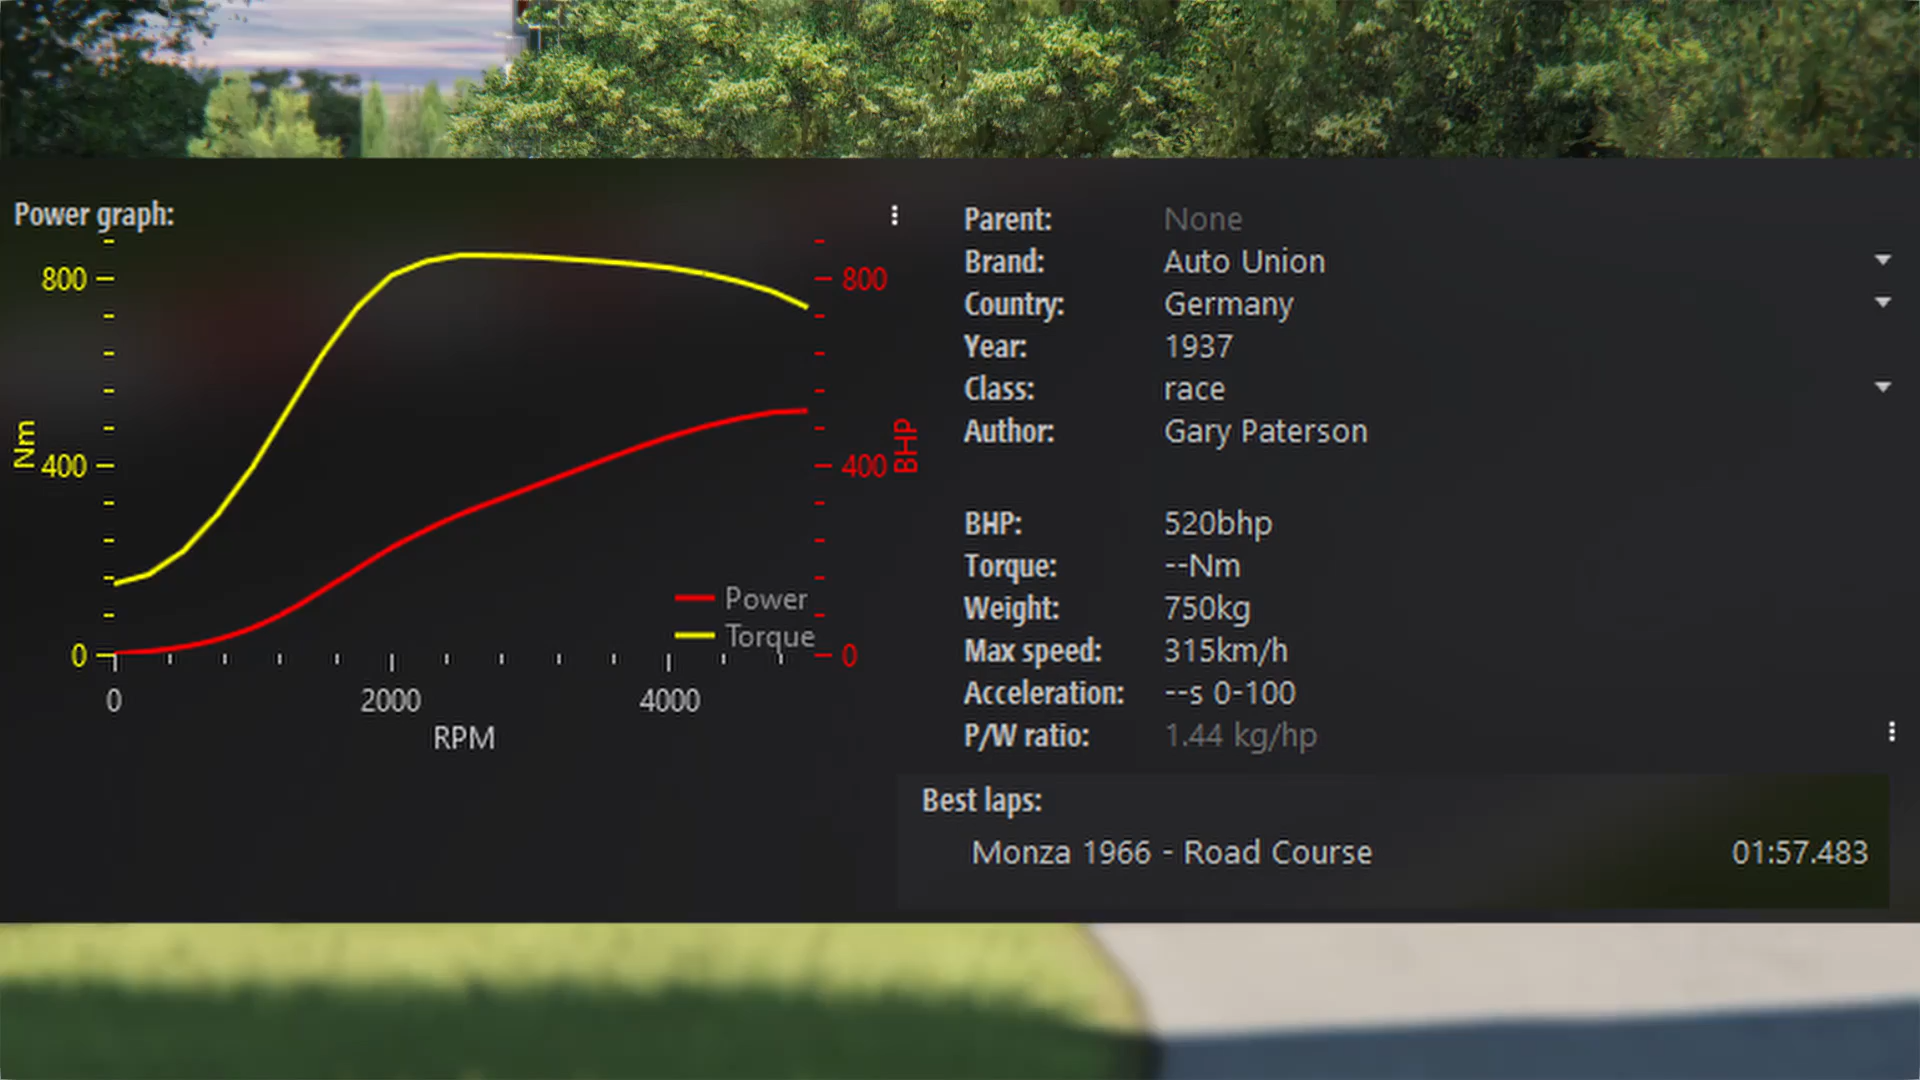 Power graph:
800
400
0
Nm
800
400
0
BHP
Power
Torque
0 2000 4000
RPM
Parent: None
Brand: Auto Union
Country: Germany
Year: 1937
Class: race
Author: Gary Paterson
BHP: 520bhp
Torque: --Nm
Weight: 750kg
Max speed: 315km/h
Acceleration: --s 0-100
P/W ratio: 1.44 kg/hp
Best laps:
Monza 1966 - Road Course 01:57.483